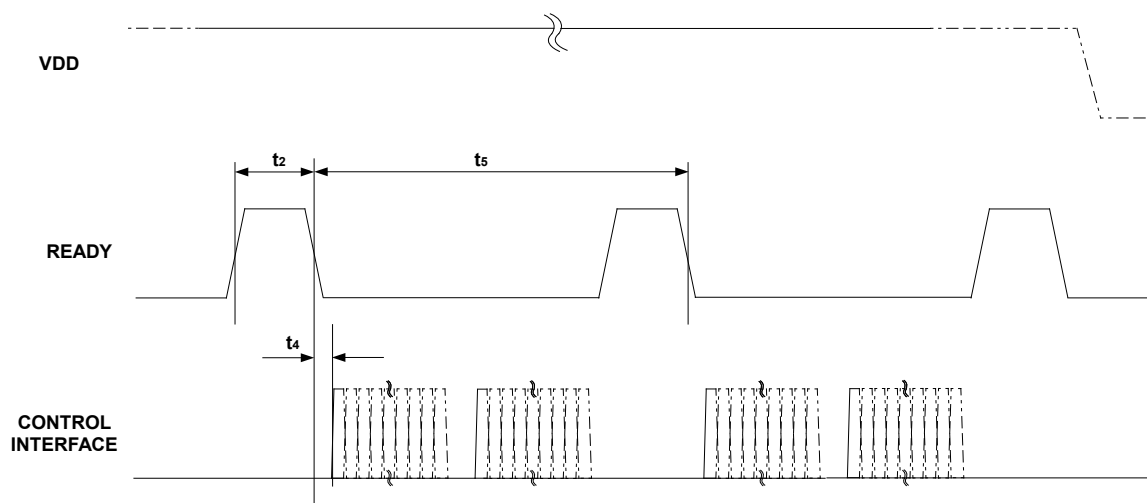 VDD
t2
t5
READY
t4
CONTROL
INTERFACE